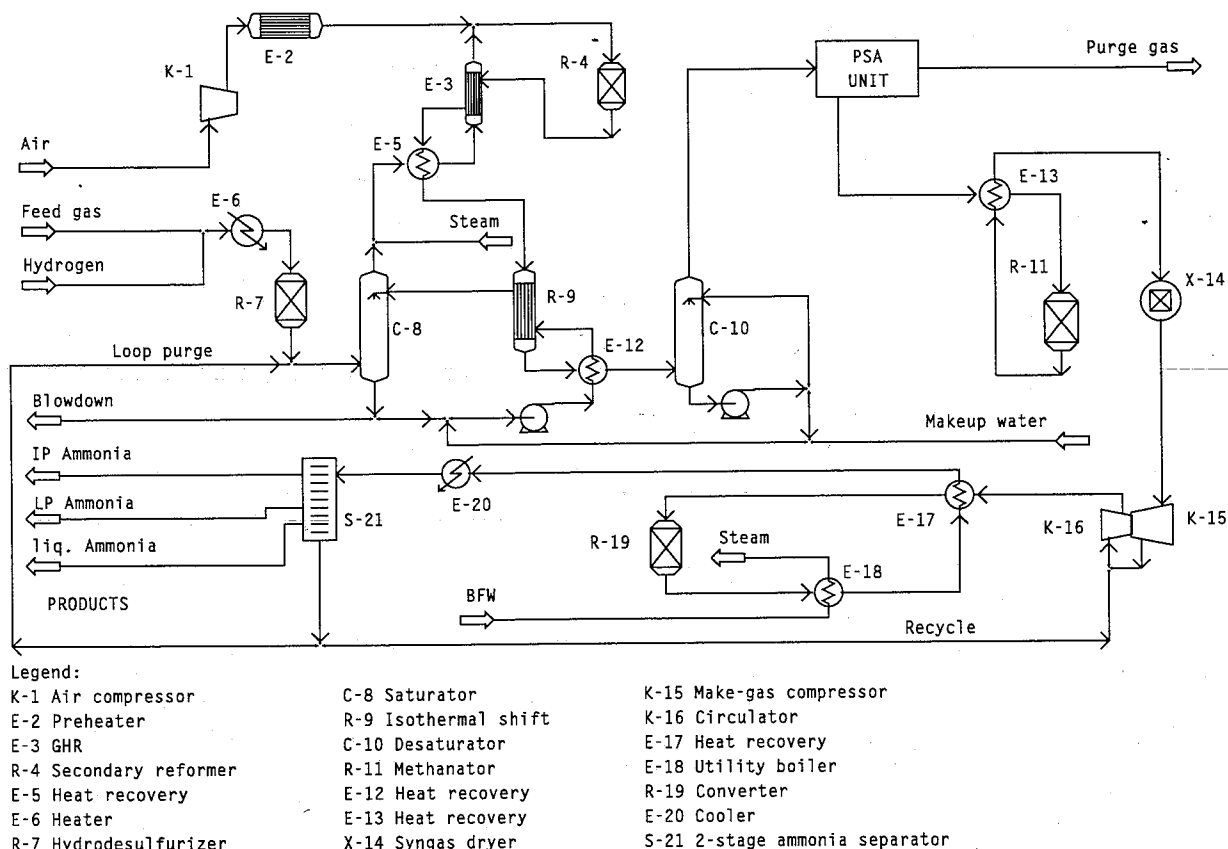 K-1
E-2
E-3
R-4
PSA
UNIT
Purge gas
Air
E-5
E-13
E-6
Feed gas
Steam
Hydrogen
R-7
R-9
R-11
X-14
C-8
C-10
Loop purge
E-12
Blowdown
Makeup water
IP Ammonia
E-20
LP Ammonia
S-21
E-17
K-16
K-15
liq. Ammonia
R-19
Steam
E-18
PRODUCTS
BFW
Recycle
Legend:
K-1 Air compressor
E-2 Preheater
E-3 GHR
R-4 Secondary reformer
E-5 Heat recovery
E-6 Heater
R-7 Hydrodesulfurizer
C-8 Saturator
R-9 Isothermal shift
C-10 Desaturator
R-11 Methanator
E-12 Heat recovery
E-13 Heat recovery
X-14 Syngas dryer
K-15 Make-gas compressor
K-16 Circulator
E-17 Heat recovery
E-18 Utility boiler
R-19 Converter
E-20 Cooler
S-21 2-stage ammonia separator